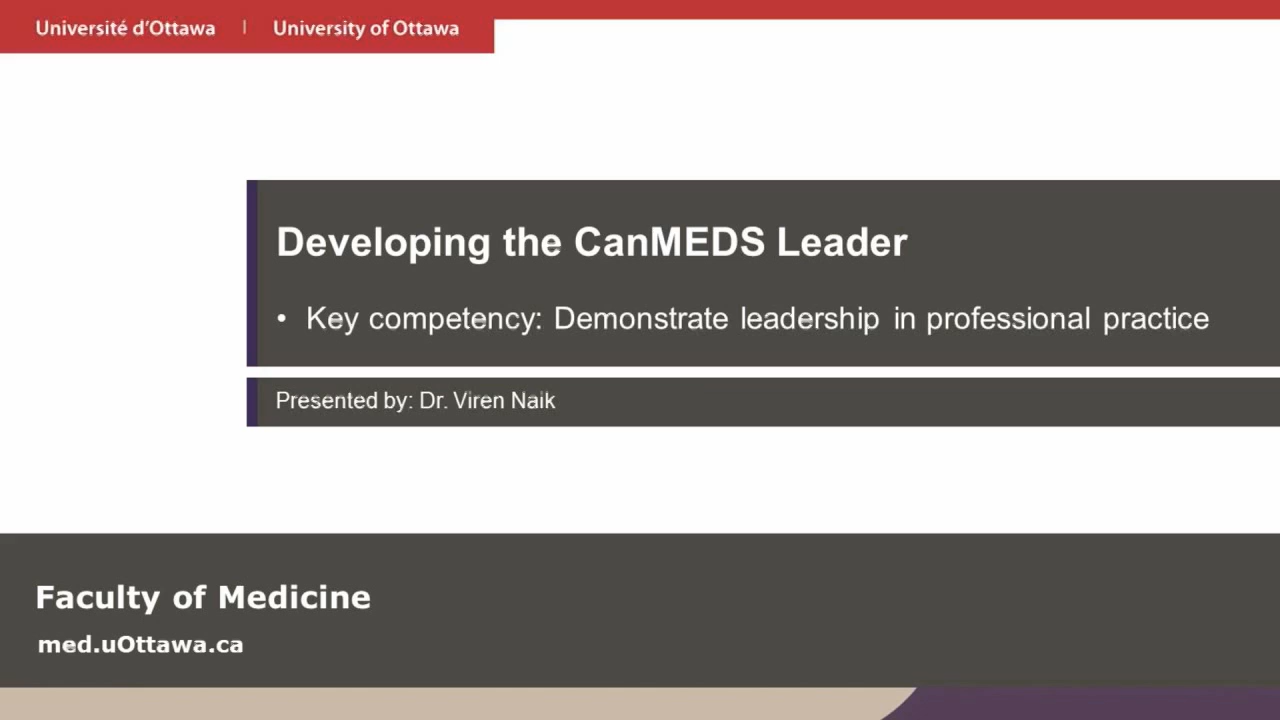 Université d'Ottawa | University of Ottawa
Developing the CanMEDS Leader
• Key competency: Demonstrate leadership in professional practice
Presented by: Dr. Viren Naik
Faculty of Medicine
med.uOttawa.ca